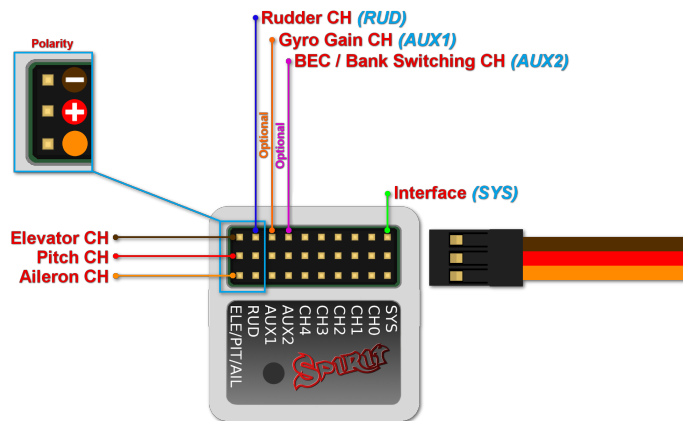 Rudder CH (RUD)
Polarity
Gyro Gain CH (AUX1)
BEC / Bank Switching CH (AUX2)
Optional
Optional
Interface (SYS)
Elevator CH
Pitch CH
Aileron CH
ELE/PIT/AIL
RUD
AUX1
AUX2
CH4
CH3
CH2
CH1
CH0
SYS
SPIRIT